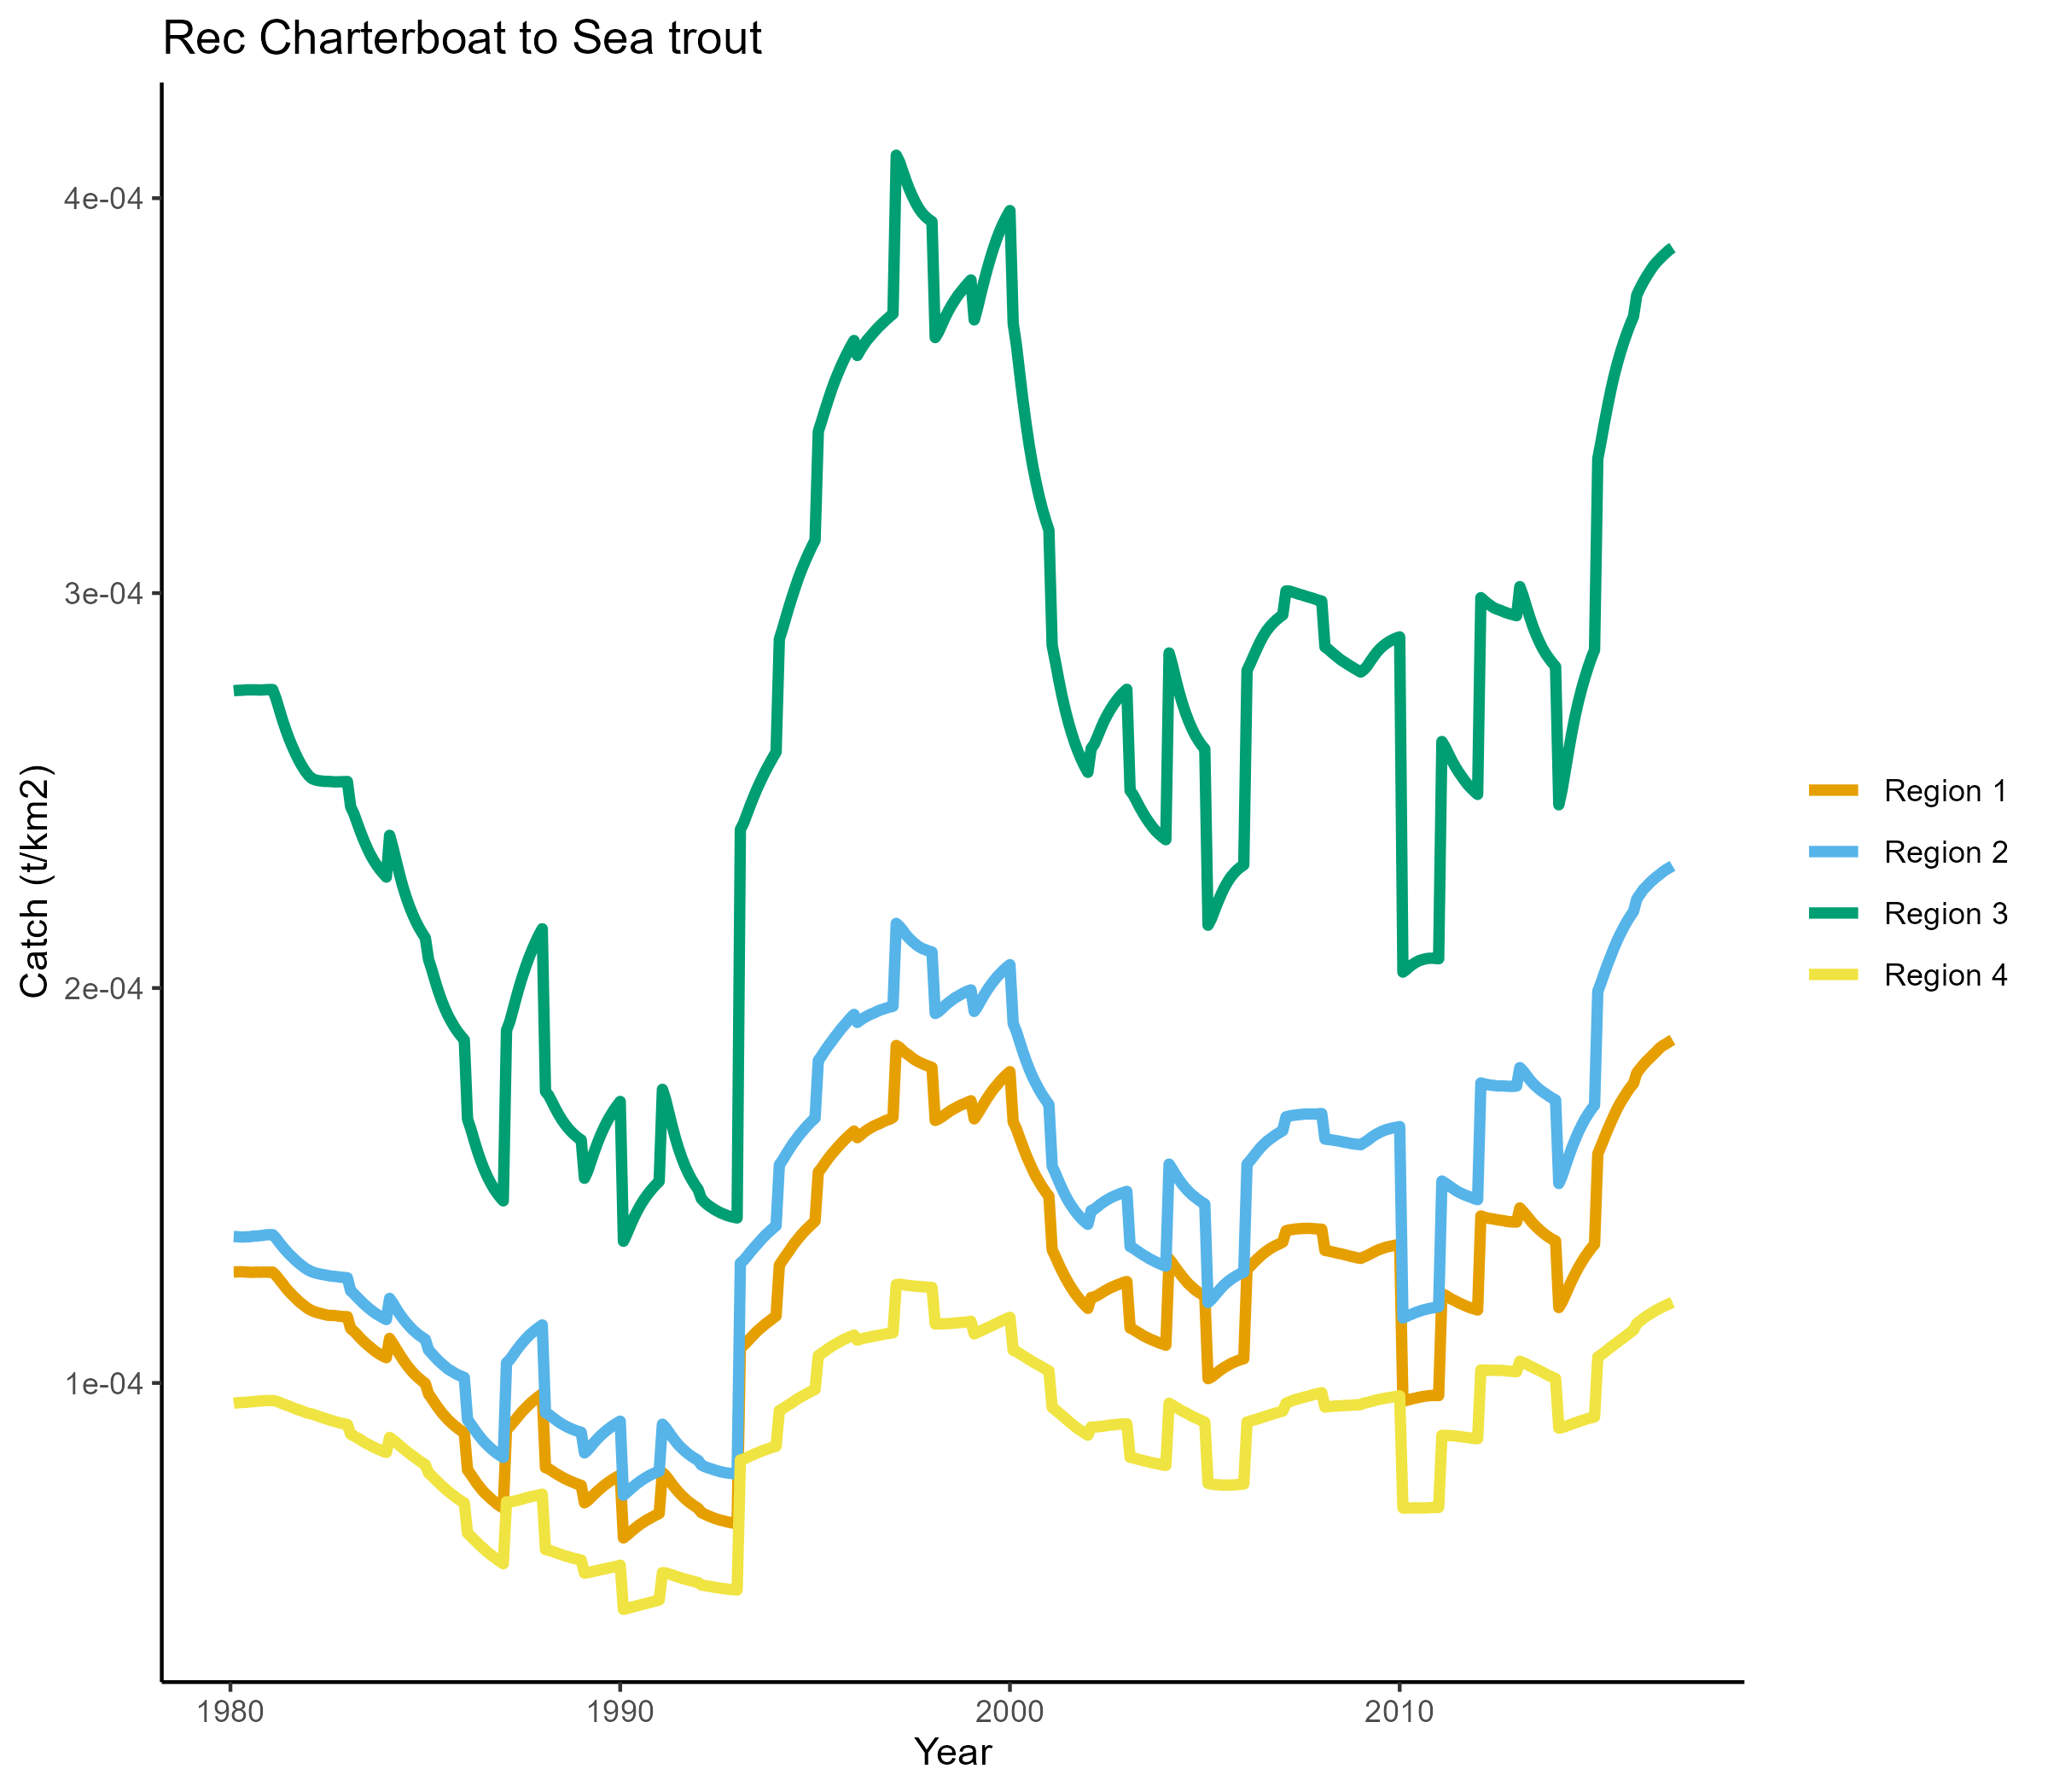 Rec Charterboat to Sea trout
Catch (t/km2)
4e-04
3e-04
2e-04
1e-04
1980
1990
2000
2010
Year
Region 1
Region 2
Region 3
Region 4